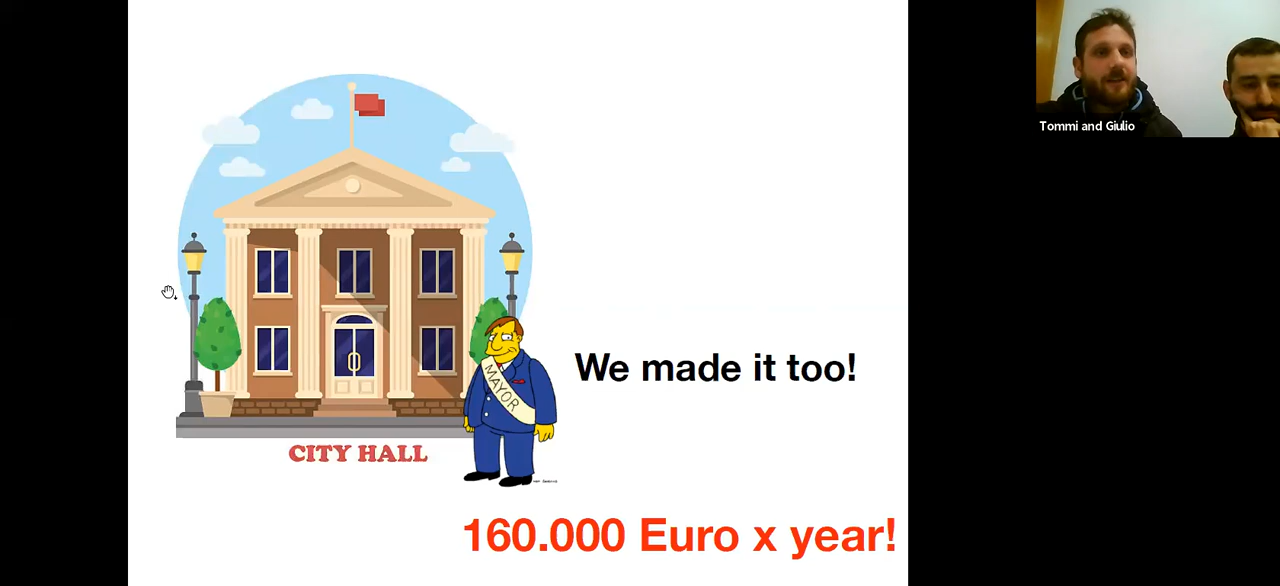 Tommi and Giulio
MAYOR
We made it too!
CITY HALL
160.000 Euro x year!